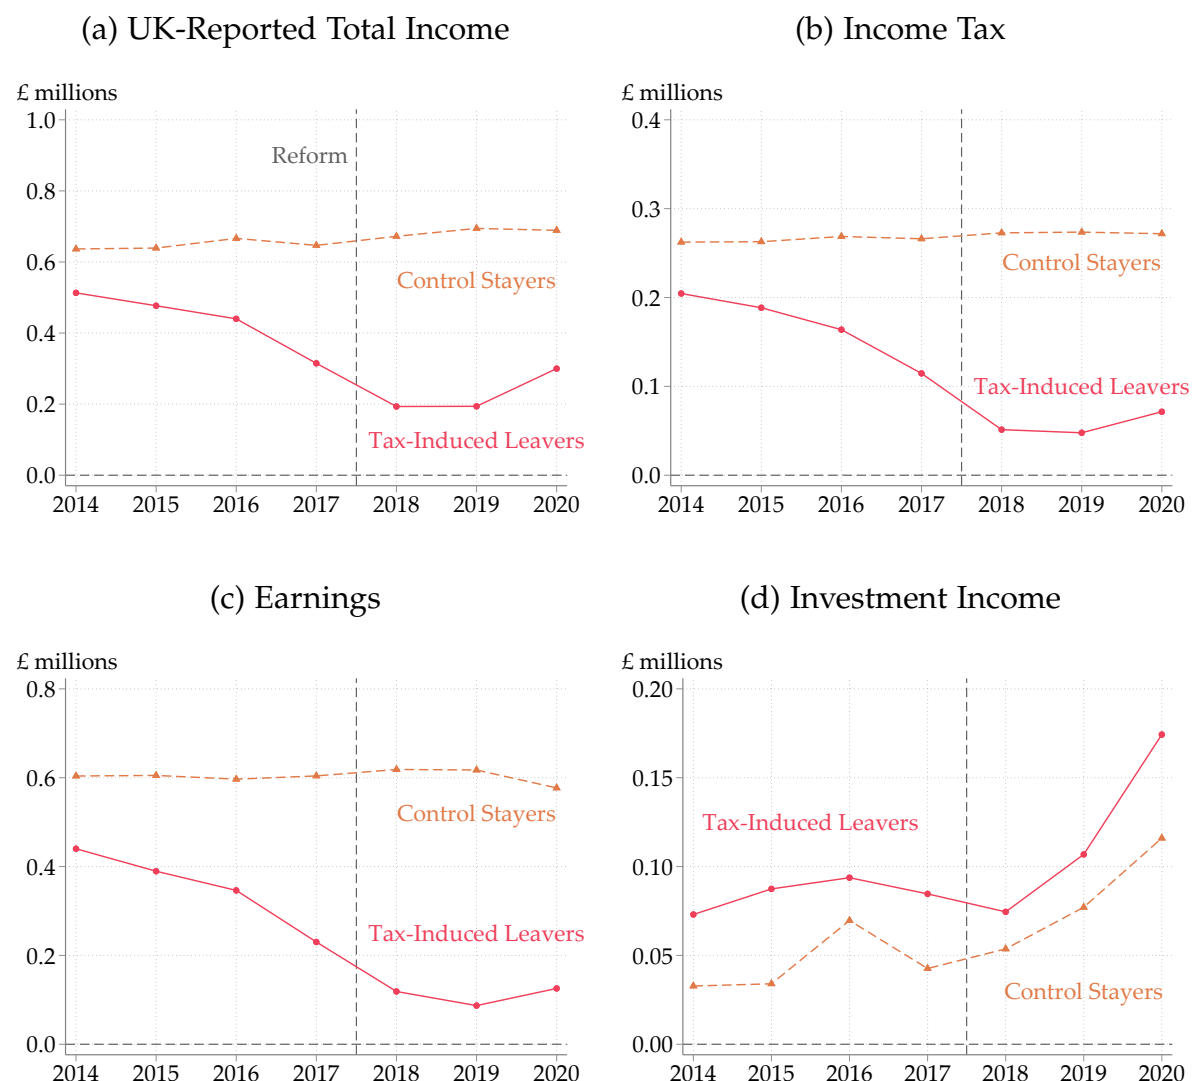 (a) UK-Reported Total Income
£ millions
1.0
0.8
0.6
0.4
0.2
0.0
Reform
Control Stayers
Tax-Induced Leavers
2014 2015 2016 2017 2018 2019 2020
(b) Income Tax
£ millions
0.4
0.3
0.2
0.1
0.0
Control Stayers
Tax-Induced Leavers
2014 2015 2016 2017 2018 2019 2020
(c) Earnings
£ millions
0.8
0.6
0.4
0.2
0.0
Control Stayers
Tax-Induced Leavers
2014 2015 2016 2017 2018 2019 2020
(d) Investment Income
£ millions
0.20
0.15
0.10
0.05
0.00
Tax-Induced Leavers
Control Stayers
2014 2015 2016 2017 2018 2019 2020